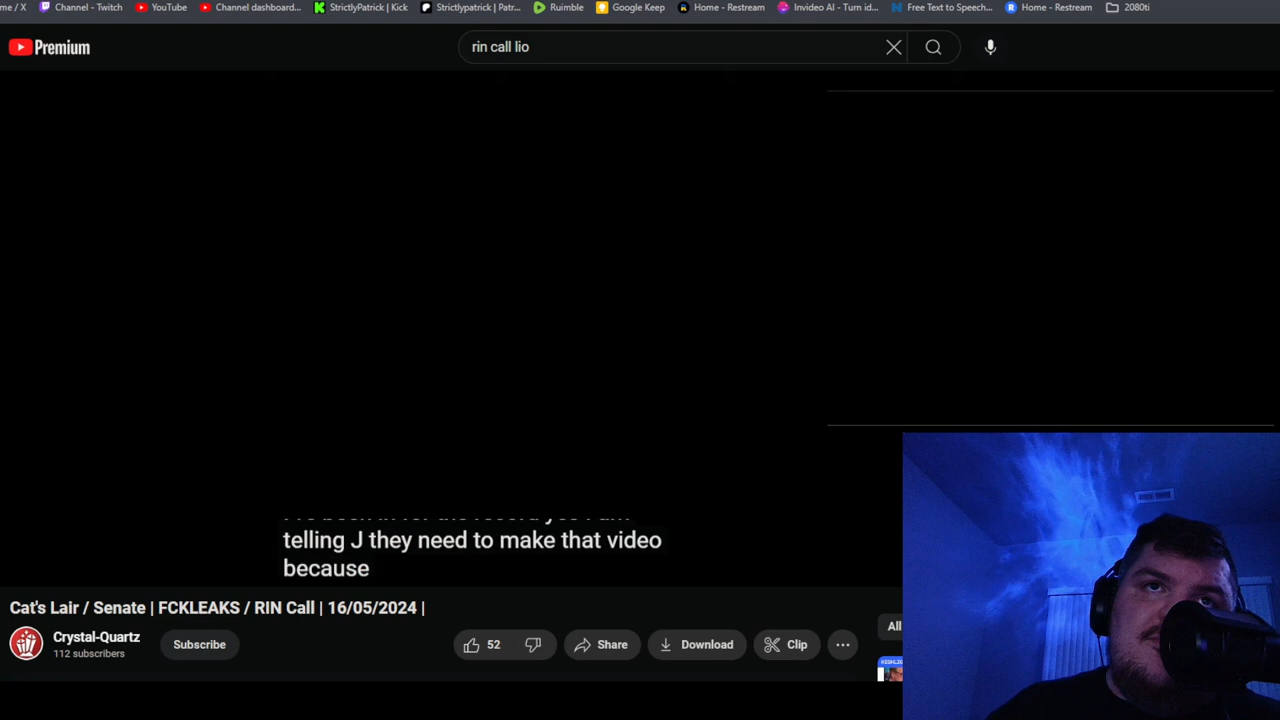 me / X
Channel - Twitch
YouTube
Channel dashboard...
StrictlyPatrick | Kick
Strictlypatrick | Patr...
Rumble
Google Keep
Home - Restream
Invideo AI - Turn id...
Free Text to Speech...
Home - Restream
2080ti
Premium
rin call lio
telling J they need to make that video
because
Cat's Lair / Senate | FCKLEAKS / RIN Call | 16/05/2024 |
Crystal-Quartz
112 subscribers
Subscribe
52
Share
Download
Clip
All